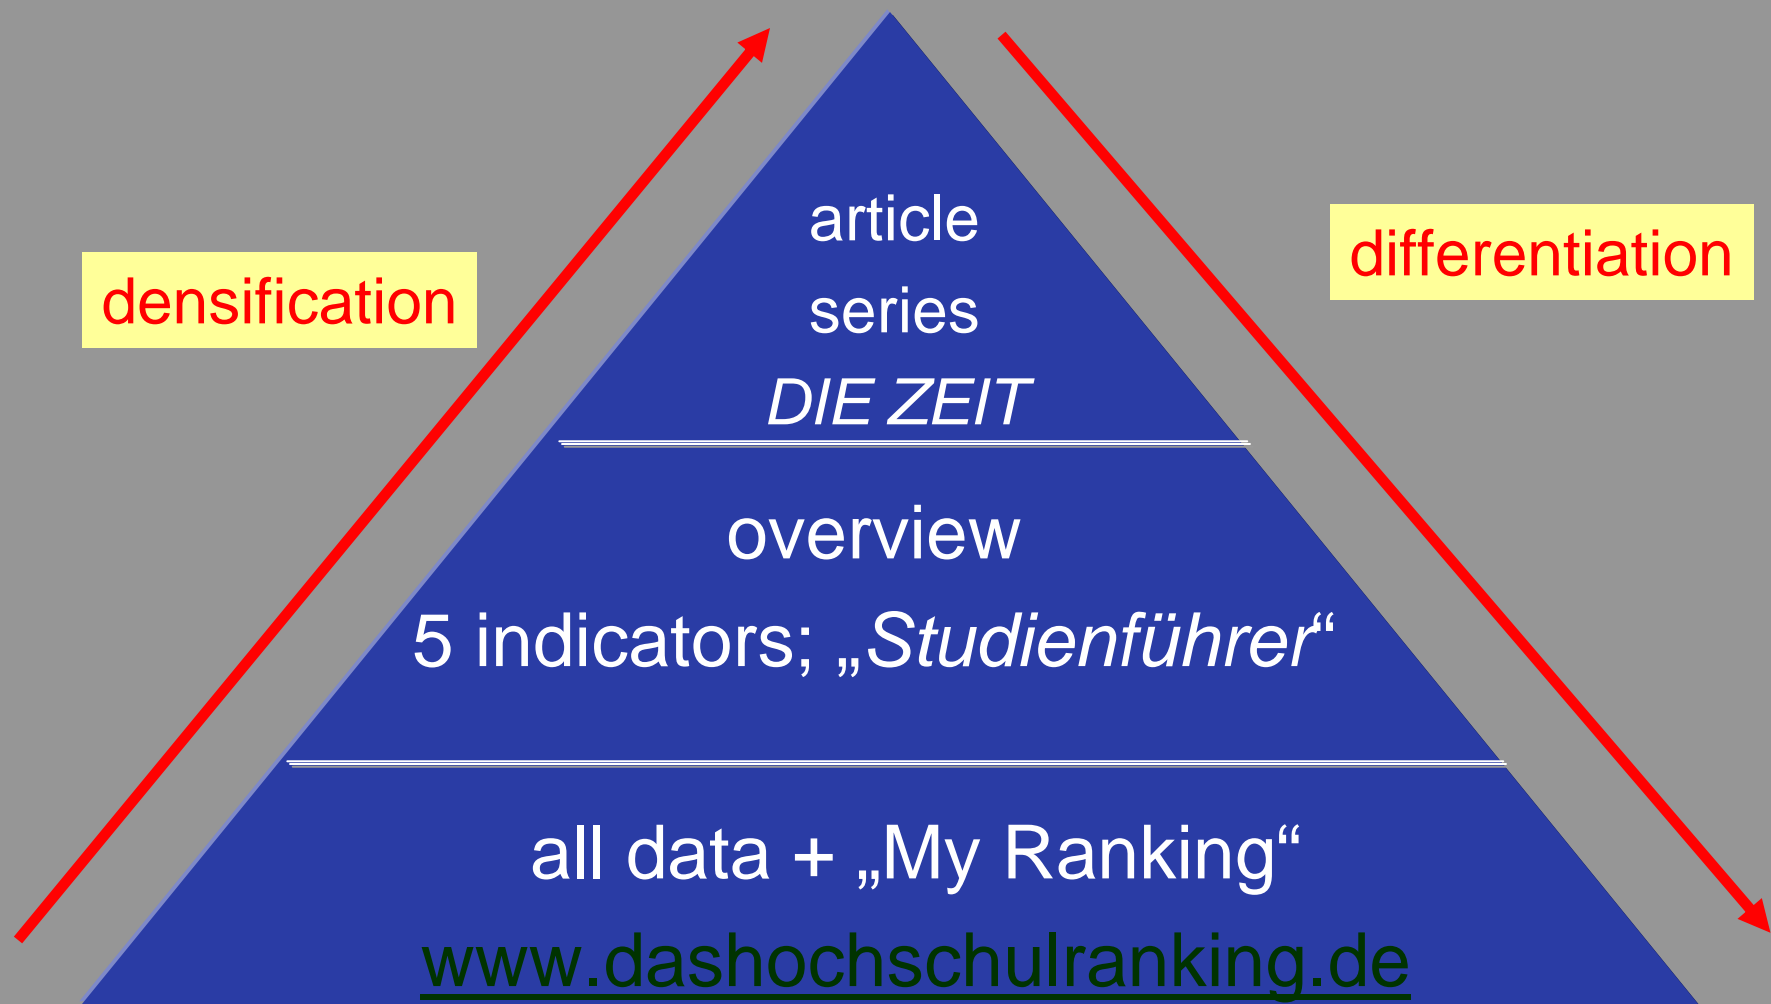 article
series
DIE ZEIT
densification
differentiation
overview
5 indicators; „Studienführer“
all data + „My Ranking“
www.dashochschulranking.de